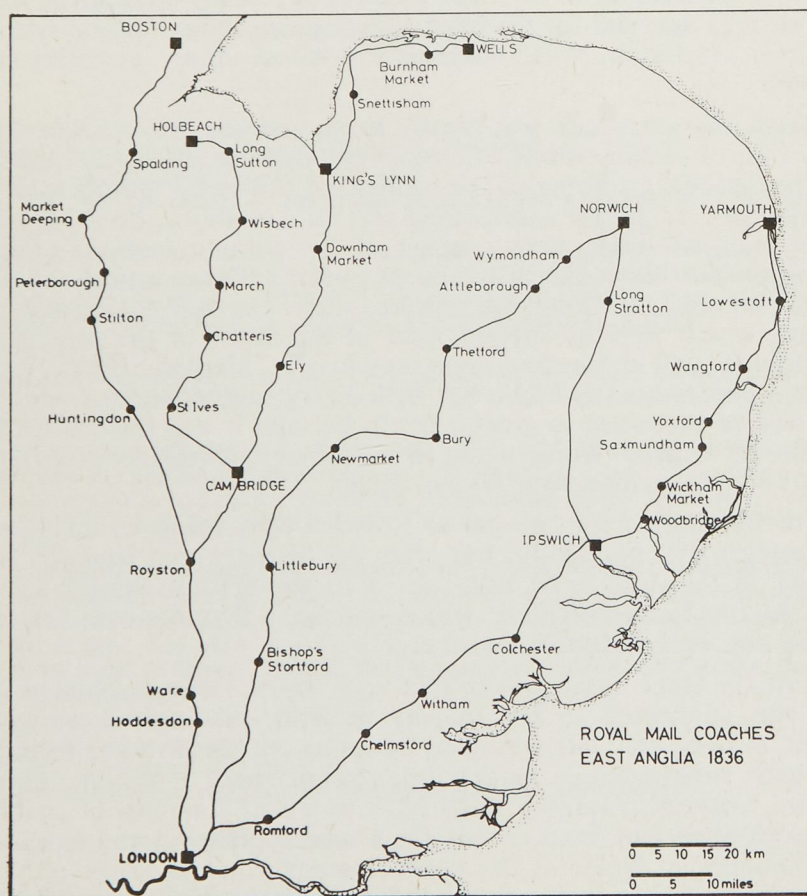 BOSTON
WELLS
Burnham
Market
Snettisham
HOLBEACH
Long
Sutton
Spalding
KING'S LYNN
Market
Deeping
Wisbech
NORWICH
YARMOUTH
Downham
Market
Wymondham
Peterborough
March
Attleborough
Long
Stratton
Lowestoft
Stilton
Chatteris
Thetford
Ely
Wangford
Huntingdon
St Ives
Yoxford
Bury
Saxmundham
Newmarket
CAMBRIDGE
Wickham
Market
Woodbridge
IPSWICH
Royston
Littlebury
Colchester
Bishop's
Stortford
Ware
Witham
Hoddesdon
Chelmsford
ROYAL MAIL COACHES
EAST ANGLIA 1836
Romford
LONDON
0 5 10 15 20 km
0 5 10 miles